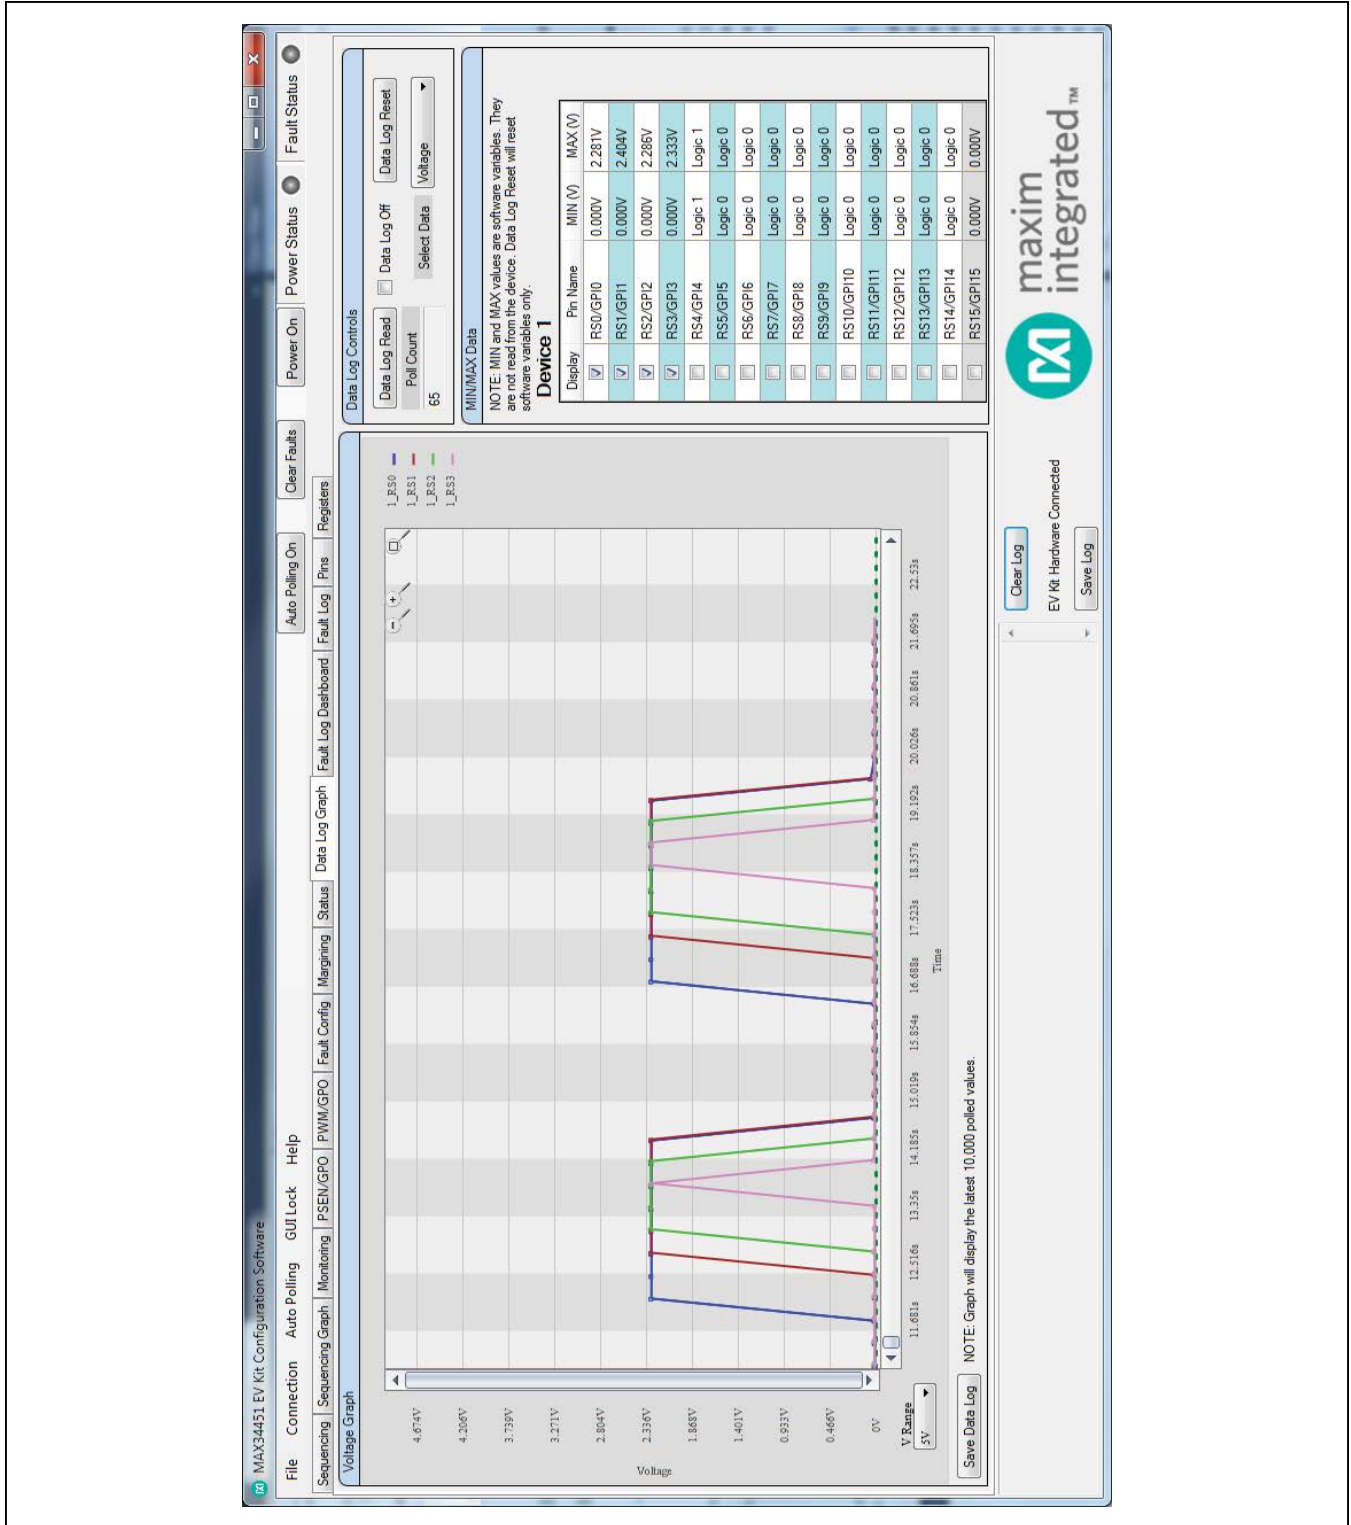 MAX34451 EV Kit Configuration Software
File Connection Auto Polling GUI Lock Help
Auto Polling On Clear Faults Power On Power Status Fault Status
Sequencing Sequencing Graph Monitoring PSEN/GPO PWM/GPO Fault Config Margining Status Data Log Graph Fault Log Dashboard Fault Log Pins Registers
Voltage Graph
1_RS0
1_RS1
1_RS2
1_RS3
4.674V
4.206V
3.739V
3.271V
2.804V
2.336V
1.868V
1.401V
0.933V
0.466V
0V
Voltage
11.681s 12.516s 13.35s 14.185s 15.019s 15.854s 16.688s 17.523s 18.357s 19.192s 20.026s 20.861s 21.695s 22.53s
Time
V Range
5V
Save Data Log NOTE: Graph will display the latest 10,000 polled values.
Data Log Controls
Data Log Read Data Log Off Data Log Reset
Poll Count Select Data Voltage
65
MIN/MAX Data
NOTE: MIN and MAX values are software variables. They
are not read from the device. Data Log Reset will reset
software variables only.
Device 1
Display Pin Name MIN (V) MAX (V)
RS0/GPI0 0.000V 2.281V
RS1/GPI1 0.000V 2.404V
RS2/GPI2 0.000V 2.286V
RS3/GPI3 0.000V 2.333V
RS4/GPI4 Logic 1 Logic 1
RS5/GPI5 Logic 0 Logic 0
RS6/GPI6 Logic 0 Logic 0
RS7/GPI7 Logic 0 Logic 0
RS8/GPI8 Logic 0 Logic 0
RS9/GPI9 Logic 0 Logic 0
RS10/GPI10 Logic 0 Logic 0
RS11/GPI11 Logic 0 Logic 0
RS12/GPI12 Logic 0 Logic 0
RS13/GPI13 Logic 0 Logic 0
RS14/GPI14 Logic 0 Logic 0
RS15/GPI15 0.000V 0.000V
Clear Log
EV Kit Hardware Connected
Save Log
maxim
integrated™